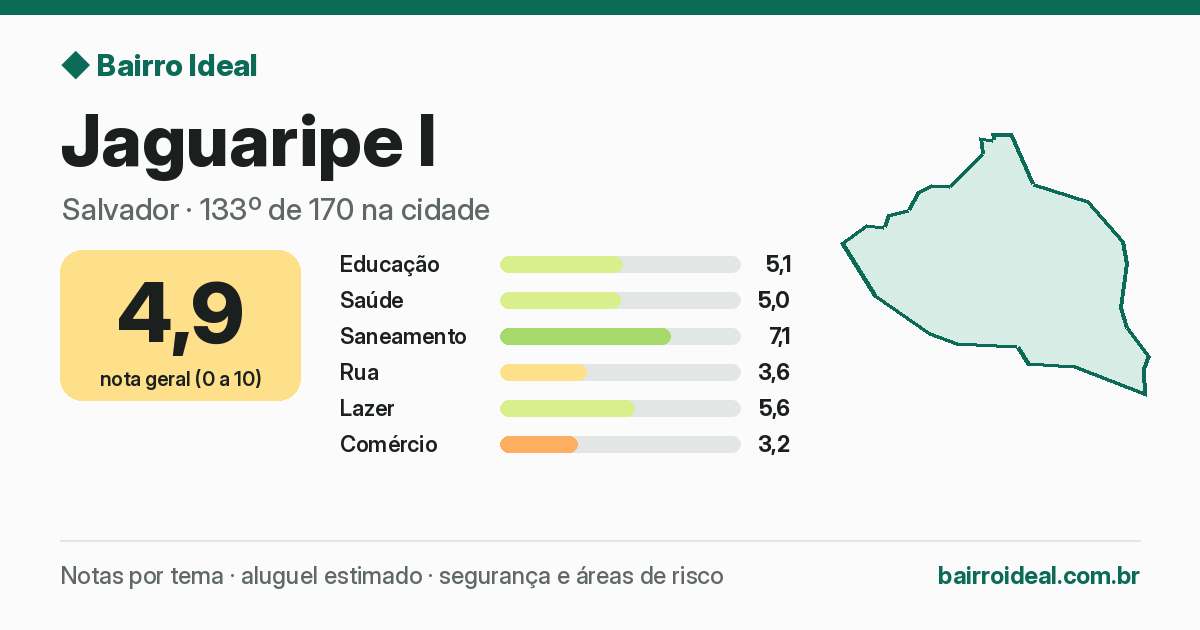 Bairro Ideal
Jaguaripe I
Salvador · 133º de 170 na cidade
4,9
nota geral (0 a 10)
Educação 5,1
Saúde 5,0
Saneamento 7,1
Rua 3,6
Lazer 5,6
Comércio 3,2
Notas por tema · aluguel estimado · segurança e áreas de risco
bairroideal.com.br